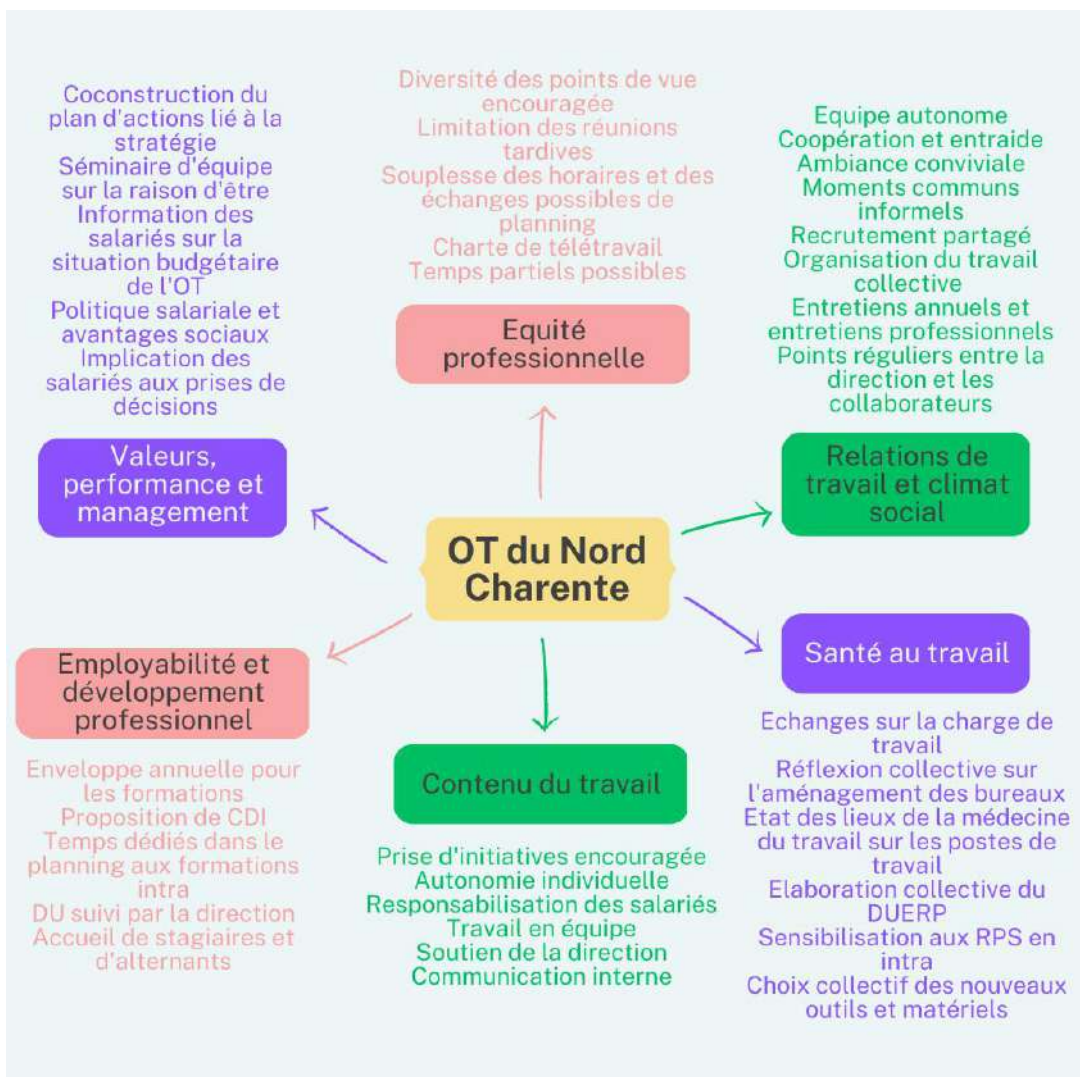 Coconstruction du
plan d'actions lié à la
stratégie
Séminaire d'équipe
sur la raison d'être
Information des
salariés sur la
situation budgétaire
de l'OT
Politique salariale et
avantages sociaux
Implication des
salariés aux prises de
décisions
Valeurs,
performance et
management
Diversité des points de vue
encouragée
Limitation des réunions
tardives
Souplesse des horaires et des
échanges possibles de
planning
Charte de télétravail
Temps partiels possibles
Equité
professionnelle
Equipe autonome
Coopération et entraide
Ambiance conviviale
Moments communs
informels
Recrutement partagé
Organisation du travail
collective
Entretiens annuels et
entretiens professionnels
Points réguliers entre la
direction et les
collaborateurs
Relations de
travail et climat
social
OT du Nord
Charente
Employabilité et
développement
professionnel
Enveloppe annuelle pour
les formations
Proposition de CDI
Temps dédiés dans le
planning aux formations
intra
DU suivi par la direction
Accueil de stagiaires et
d'alternants
Contenu du travail
Prise d'initiatives encouragée
Autonomie individuelle
Responsabilisation des salariés
Travail en équipe
Soutien de la direction
Communication interne
Santé au travail
Echanges sur la charge de
travail
Réflexion collective sur
l'aménagement des bureaux
Etat des lieux de la médecine
du travail sur les postes de
travail
Elaboration collective du
DUERP
Sensibilisation aux RPS en
intra
Choix collectif des nouveaux
outils et matériels